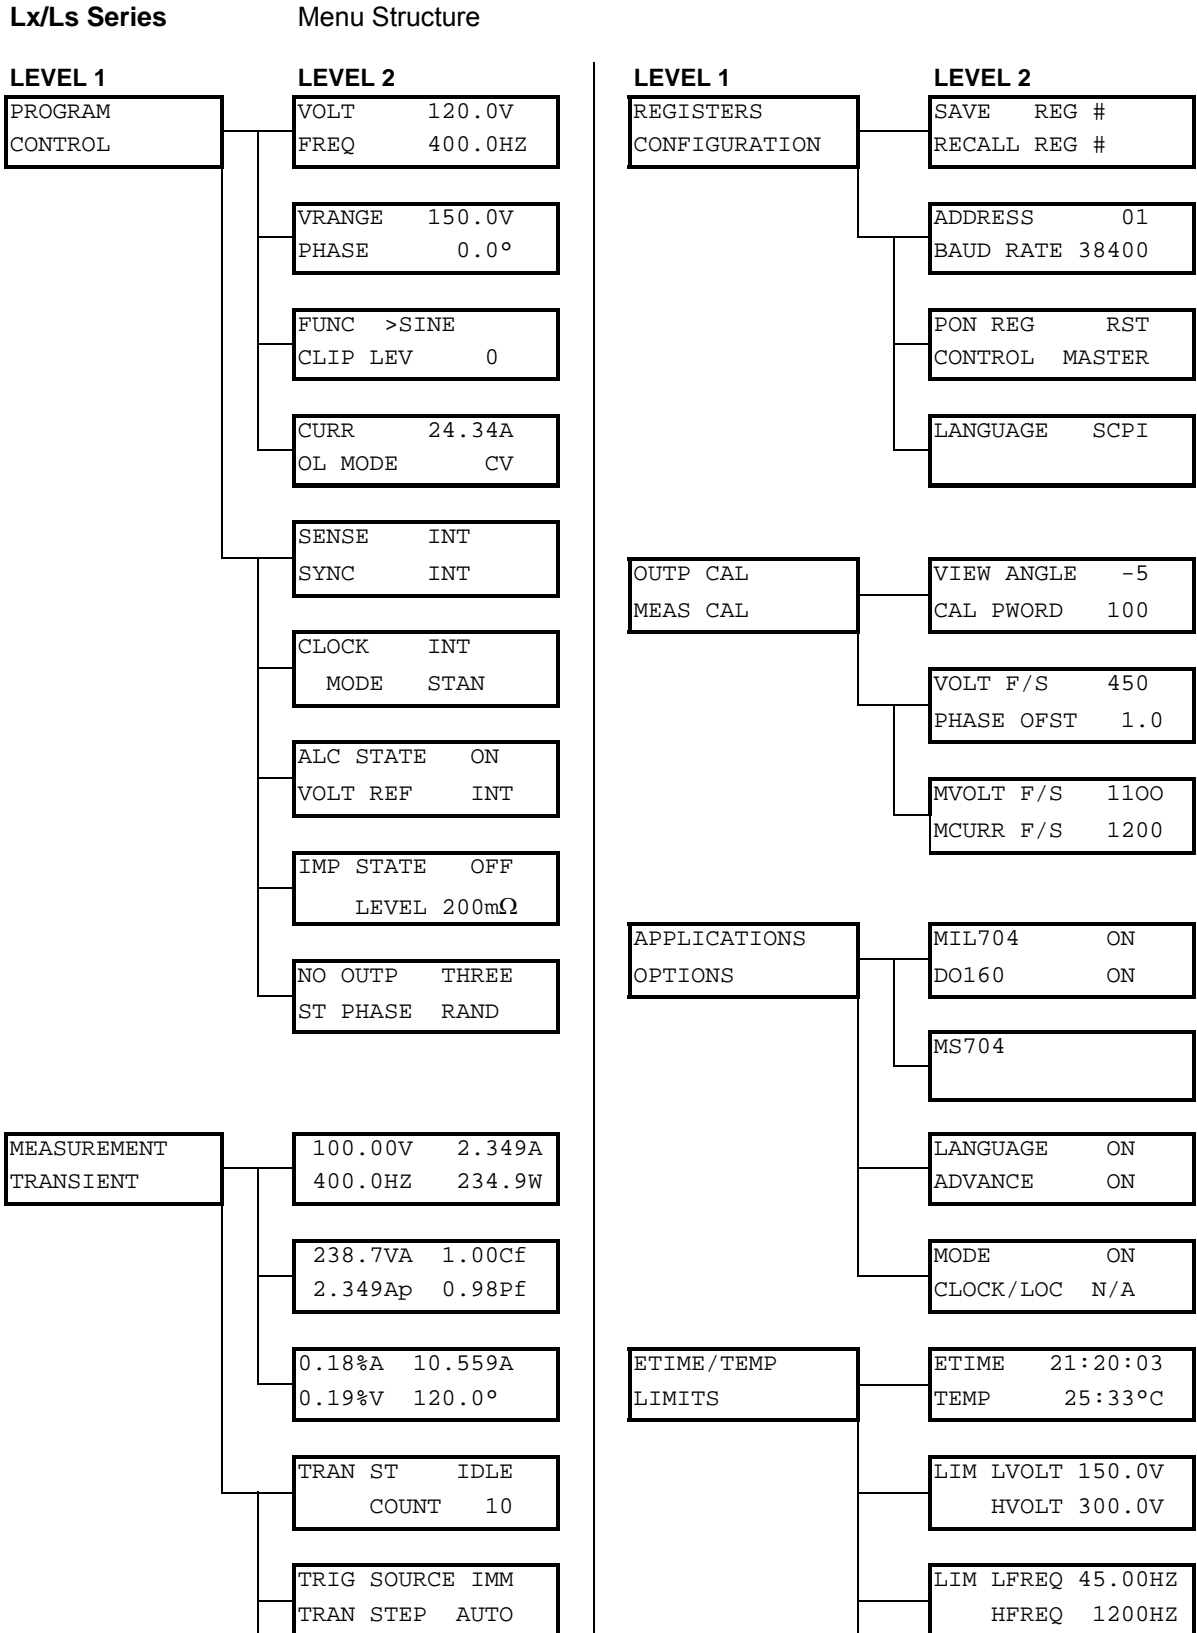 Lx/Ls Series Menu Structure
LEVEL 1 LEVEL 2
PROGRAM
CONTROL
VOLT 120.0V
FREQ 400.0HZ
VRANGE 150.0V
PHASE 0.0°
FUNC >SINE
CLIP LEV 0
CURR 24.34A
OL MODE CV
SENSE INT
SYNC INT
CLOCK INT
MODE STAN
ALC STATE ON
VOLT REF INT
IMP STATE OFF
LEVEL 200mΩ
NO OUTP THREE
ST PHASE RAND
MEASUREMENT
TRANSIENT
100.00V 2.349A
400.0HZ 234.9W
238.7VA 1.00Cf
2.349Ap 0.98Pf
0.18%A 10.559A
0.19%V 120.0°
TRAN ST IDLE
COUNT 10
TRIG SOURCE IMM
TRAN STEP AUTO
LEVEL 1 LEVEL 2
REGISTERS
CONFIGURATION
SAVE REG #
RECALL REG #
ADDRESS 01
BAUD RATE 38400
PON REG RST
CONTROL MASTER
LANGUAGE SCPI
OUTP CAL
MEAS CAL
VIEW ANGLE -5
CAL PWORD 100
VOLT F/S 450
PHASE OFST 1.0
MVOLT F/S 11OO
MCURR F/S 1200
APPLICATIONS
OPTIONS
MIL704 ON
DO160 ON
MS704
LANGUAGE ON
ADVANCE ON
MODE ON
CLOCK/LOC N/A
ETIME/TEMP
LIMITS
ETIME 21:20:03
TEMP 25:33°C
LIM LVOLT 150.0V
HVOLT 300.0V
LIM LFREQ 45.00HZ
HFREQ 1200HZ